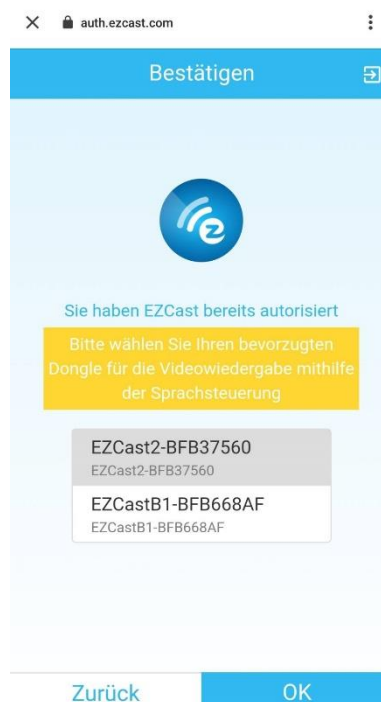 auth.ezcast.com
Bestätigen
z
Sie haben EZCast bereits autorisiert
Bitte wählen Sie Ihren bevorzugten
Dongle für die Videowiedergabe mithilfe
der Sprachsteuerung
EZCast2-BFB37560
EZCast2-BFB37560
EZCastB1-BFB668AF
EZCastB1-BFB668AF
Zurück
OK